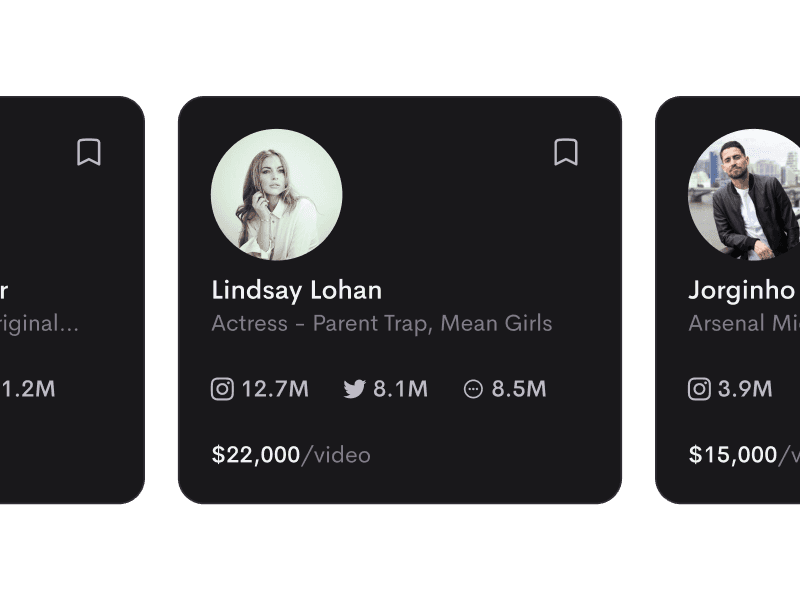 r
riginal...
1.2M
Lindsay Lohan
Actress - Parent Trap, Mean Girls
12.7M 8.1M 8.5M
$22,000/video
Jorginho
Arsenal Mi
3.9M
$15,000/v